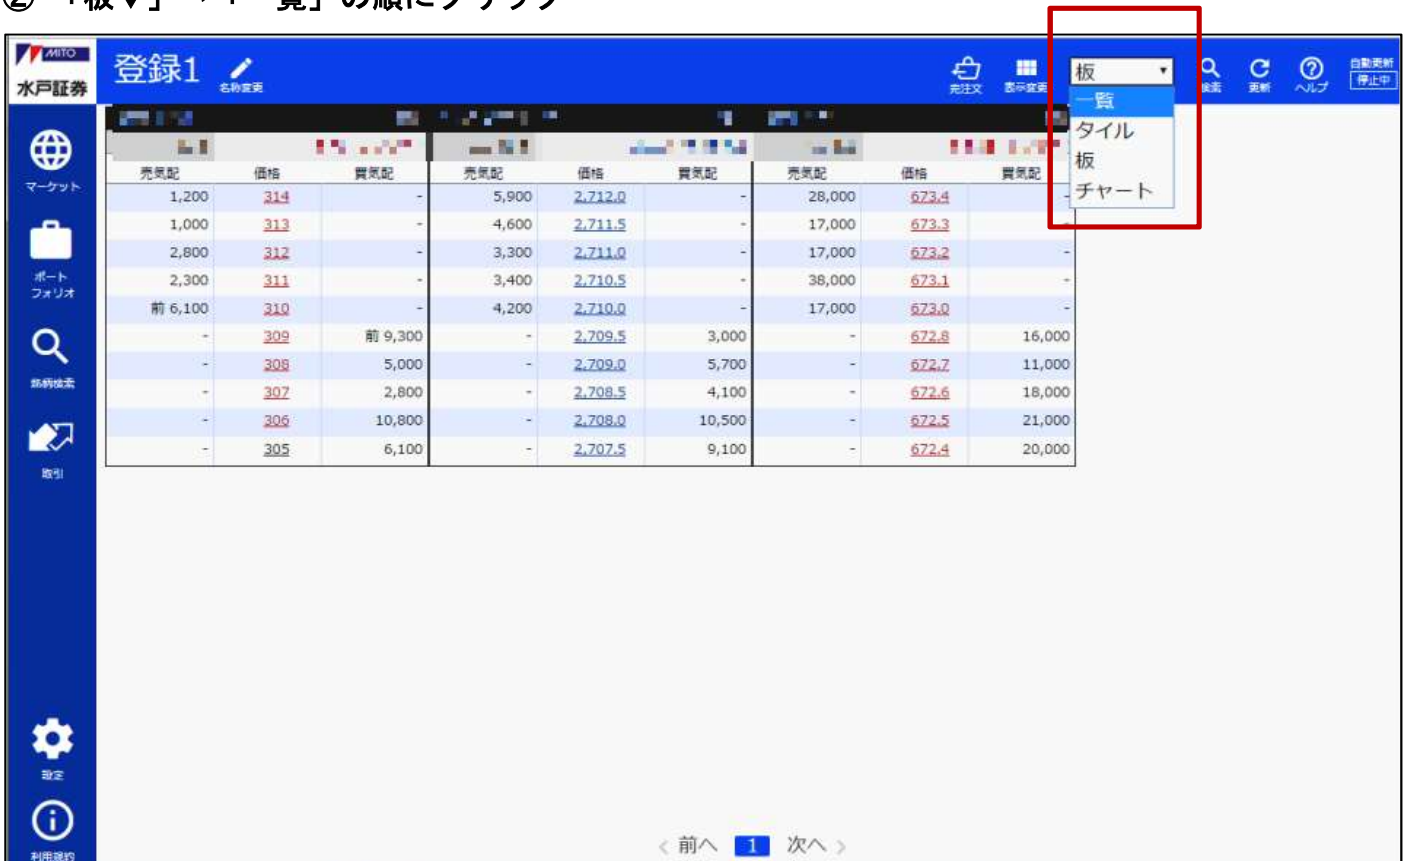 ② 「板▼」→「一覧」の順にクリック
MITO
水戸証券
登録1
名称変更
売注文
表示変更
板
検索
更新
ヘルプ
自動更新
停止中
一覧
タイル
板
チャート
マーケット
ポート
フォリオ
銘柄検索
取引
設定
利用規約
売気配 価格 買気配 売気配 価格 買気配 売気配 価格 買気配
1,200 314 - 5,900 2,712.0 - 28,000 673.4 -
1,000 313 - 4,600 2,711.5 - 17,000 673.3 -
2,800 312 - 3,300 2,711.0 - 17,000 673.2 -
2,300 311 - 3,400 2,710.5 - 38,000 673.1 -
前 6,100 310 - 4,200 2,710.0 - 17,000 673.0 -
- 309 前 9,300 - 2,709.5 3,000 - 672.8 16,000
- 308 5,000 - 2,709.0 5,700 - 672.7 11,000
- 307 2,800 - 2,708.5 4,100 - 672.6 18,000
- 306 10,800 - 2,708.0 10,500 - 672.5 21,000
- 305 6,100 - 2,707.5 9,100 - 672.4 20,000
前へ 1 次へ